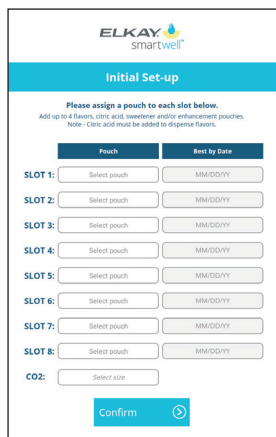 ELKAY
smartwell™
Initial Set-up
Please assign a pouch to each slot below.
Add up to 4 flavors, citric acid, sweetener and/or enhancement pouches.
Note - Citric acid must be added to dispense flavors.
Pouch Best by Date
SLOT 1: Select pouch MM/DD/YY
SLOT 2: Select pouch MM/DD/YY
SLOT 3: Select pouch MM/DD/YY
SLOT 4: Select pouch MM/DD/YY
SLOT 5: Select pouch MM/DD/YY
SLOT 6: Select pouch MM/DD/YY
SLOT 7: Select pouch MM/DD/YY
SLOT 8: Select pouch MM/DD/YY
CO2: Select size
Confirm